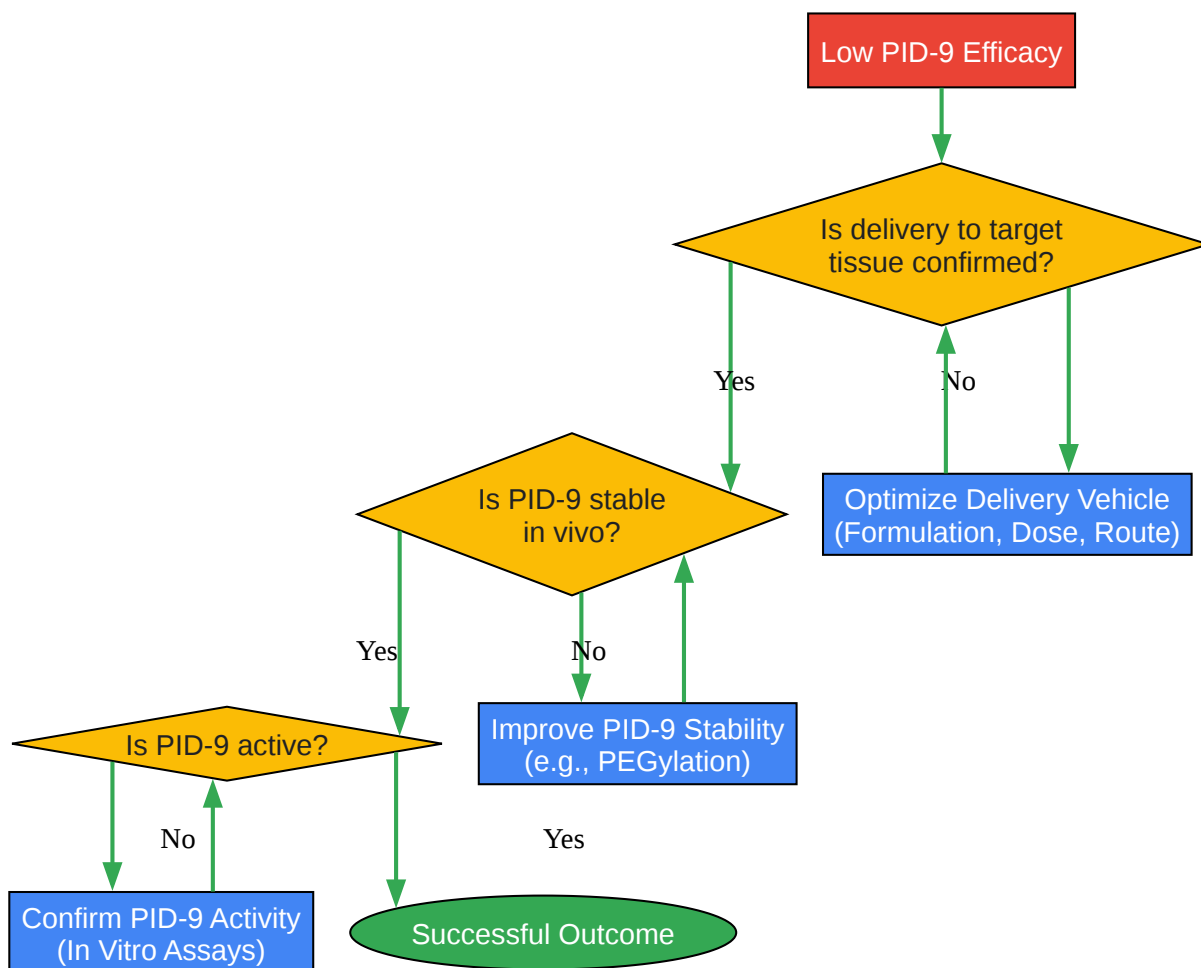 Low PID-9 Efficacy
Is delivery to target
tissue confirmed?
Yes
No
Is PID-9 stable
in vivo?
Optimize Delivery Vehicle
(Formulation, Dose, Route)
Yes
No
Is PID-9 active?
Improve PID-9 Stability
(e.g., PEGylation)
No
Yes
Confirm PID-9 Activity
(In Vitro Assays)
Successful Outcome